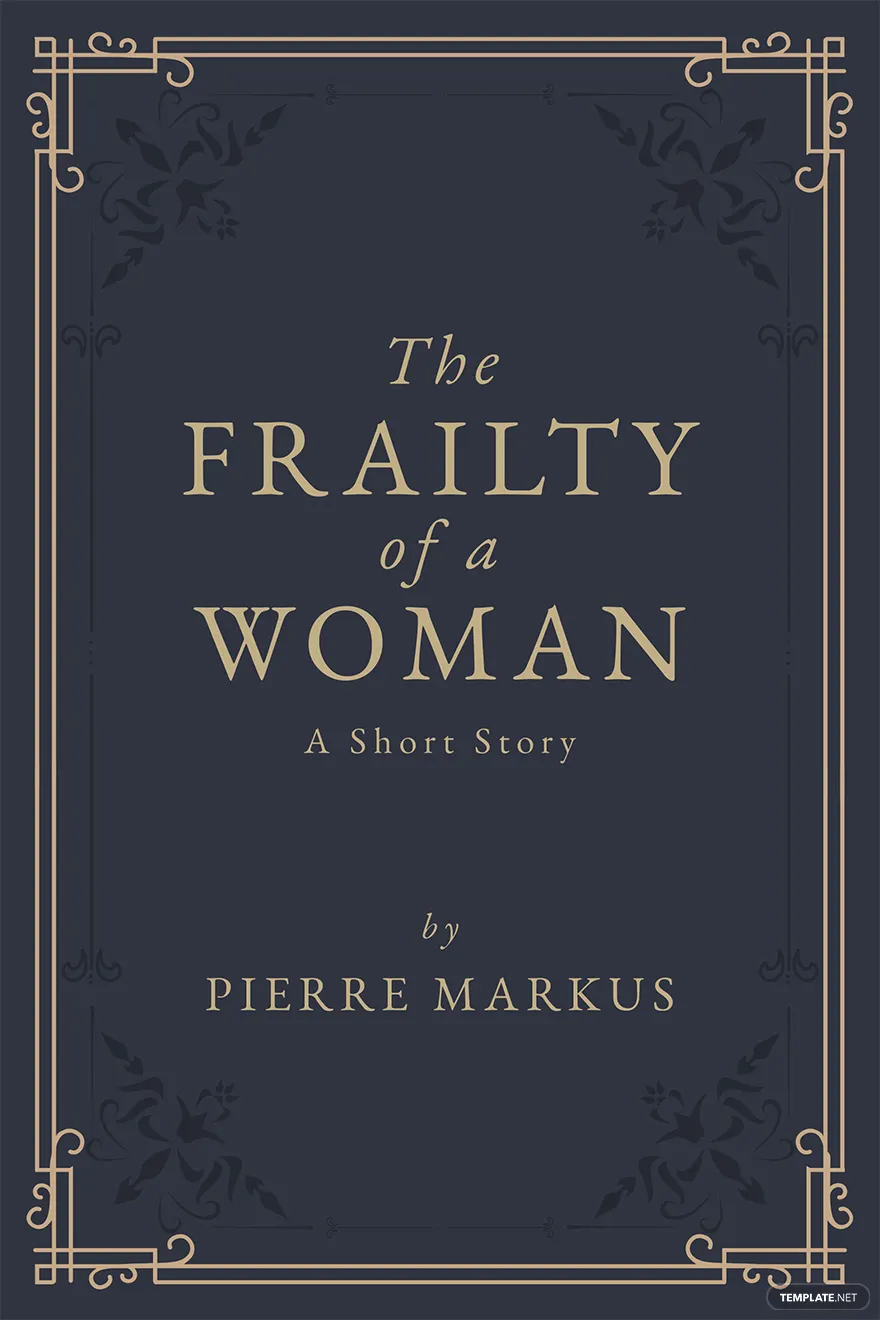 The
FRAILTY
of a
WOMAN
A Short Story
by
PIERRE MARKUS
TEMPLATE.NET